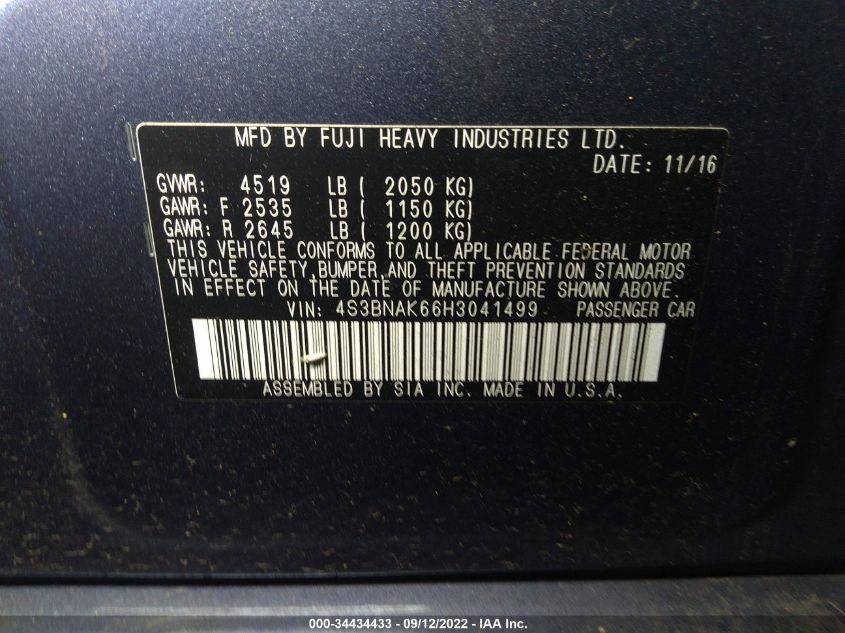 MFD BY FUJI HEAVY INDUSTRIES LTD.
DATE: 11/16
GVWR: 4519 LB ( 2050 KG)
GAWR: F 2535 LB ( 1150 KG)
GAWR: R 2645 LB ( 1200 KG)
THIS VEHICLE CONFORMS TO ALL APPLICABLE FEDERAL MOTOR
VEHICLE SAFETY,BUMPER,AND THEFT PREVENTION STANDARDS
IN EFFECT ON THE DATE OF MANUFACTURE SHOWN ABOVE.
VIN: 4S3BNAK66H3041499 PASSENGER CAR
ASSEMBLED BY SIA INC. MADE IN U.S.A.
000-34434433 - 09/12/2022 - IAA Inc.